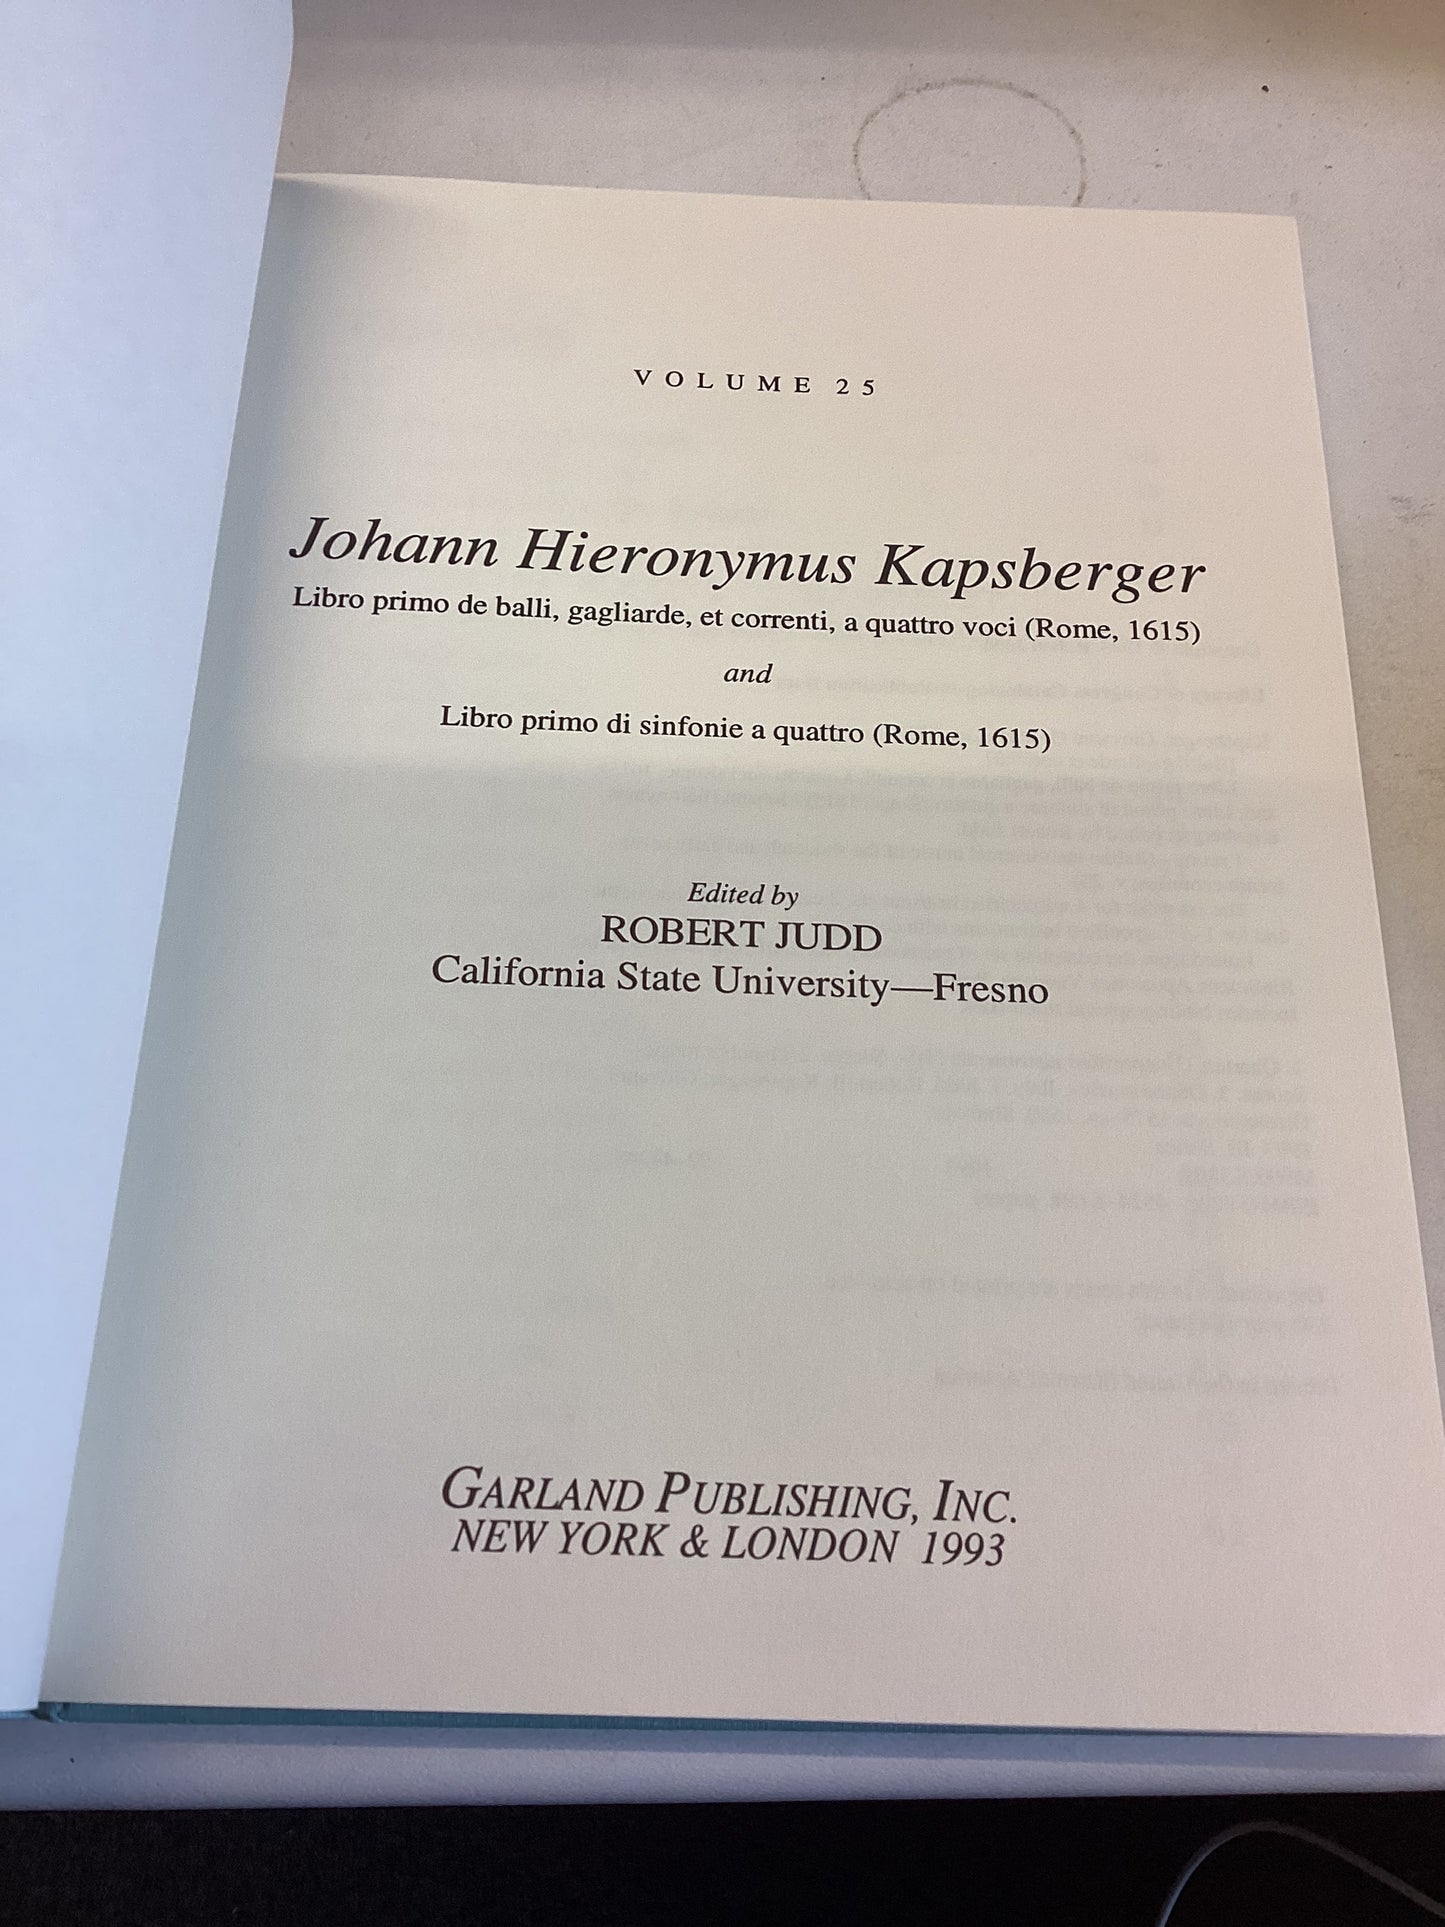 VOLUME 25
Johann Hieronymus Kapsberger
Libro primo de balli, gagliarde, et correnti, a quattro voci (Rome, 1615)
and
Libro primo di sinfonie a quattro (Rome, 1615)
Edited by
ROBERT JUDD
California State University—Fresno
GARLAND PUBLISHING, INC.
NEW YORK & LONDON 1993